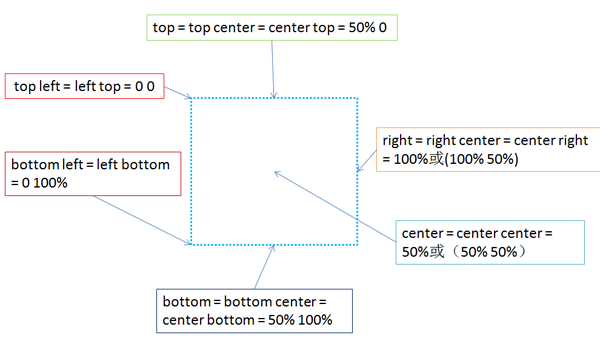 top = top center = center top = 50% 0
top left = left top = 0 0
right = right center = center right
= 100%或(100% 50%)
bottom left = left bottom
= 0 100%
center = center center =
50%或（50% 50%）
bottom = bottom center =
center bottom = 50% 100%